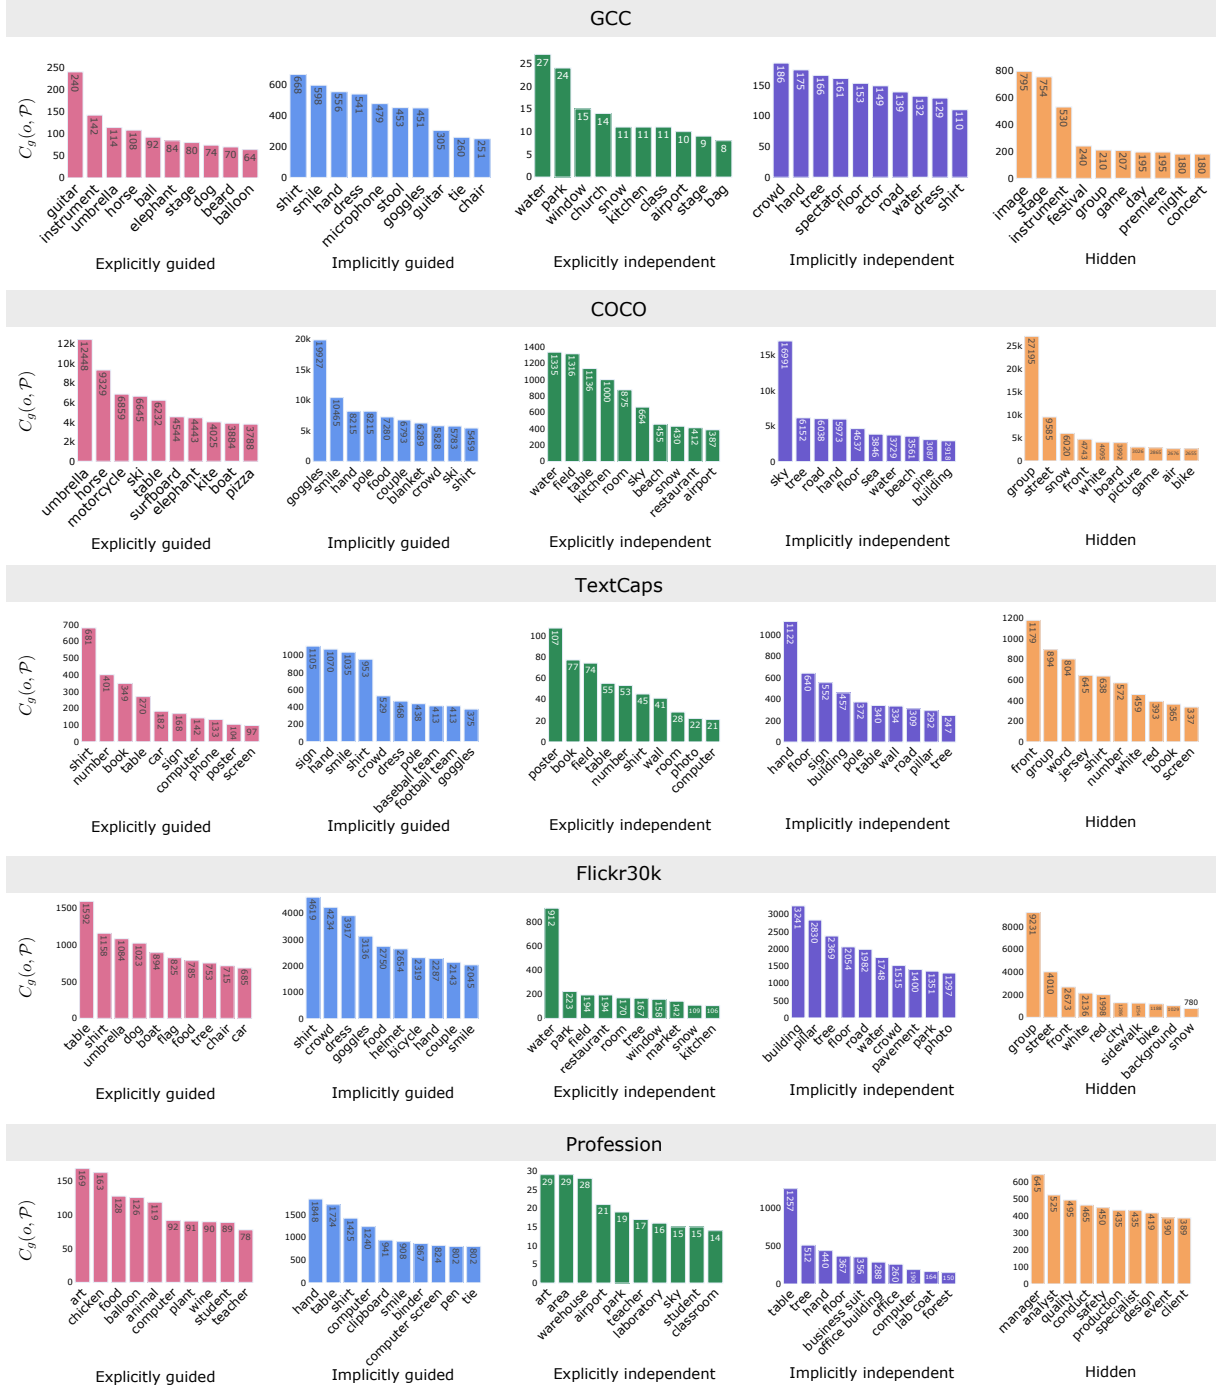 GCC
C_g(o, P)
250 200 150 100 50 0
240 142 114 108 92 84 80 74 70 64
guitar instrument umbrella horse ball elephant stage dog beard balloon
Explicitly guided
600 400 200 0
668 598 556 541 479 453 451 305 260 251
shirt smile hand dress microphone stool goggles guitar tie chair
Implicitly guided
25 20 15 10 5 0
27 24 15 14 11 11 11 10 9 8
water park window church snow kitchen class airport stage bag
Explicitly independent
150 100 50 0
186 175 166 161 153 149 139 132 129 110
crowd hand tree spectator floor actor road water dress shirt
Implicitly independent
800 600 400 200 0
795 754 530 240 210 207 195 195 180 180
image stage instrument festival group game day premiere night concert
Hidden
COCO
C_g(o, P)
12k 10k 8k 6k 4k 2k 0
12448 9329 6859 6645 6232 4544 4443 4025 3884 3788
umbrella horse motorcycle ski table surfboard elephant kite boat pizza
Explicitly guided
20k 15k 10k 5k 0
19927 10465 8215 8215 7280 6793 6289 5828 5783 5459
goggles smile hand pole food couple blanket crowd ski shirt
Implicitly guided
1400 1200 1000 800 600 400 200 0
1335 1316 1136 1000 875 664 455 430 412 387
water field table kitchen room sky beach snow restaurant airport
Explicitly independent
15k 10k 5k 0
16991 6152 6038 5973 4637 3846 3729 3561 3087 2918
sky tree road hand floor sea water beach pine building
Implicitly independent
25k 20k 15k 10k 5k 0
27195 9585 6020 4743 4095 3992
group street snow front white board picture game air bike
Hidden
TextCaps
C_g(o, P)
700 600 500 400 300 200 100 0
681 401 349 270 182 168 142 133 104 97
shirt number book table car sign computer phone poster screen
Explicitly guided
1000 800 600 400 200 0
1105 1070 1035 953 529 468 438 413 413 375
sign hand smile shirt crowd dress pole baseball team football team goggles
Implicitly guided
100 80 60 40 20 0
107 77 74 55 53 45 41 28 22 21
poster book field table number shirt wall room photo computer
Explicitly independent
1000 800 600 400 200 0
1122 640 552 457 372 340 334 309 292 247
hand floor sign building pole table wall road pillar tree
Implicitly independent
1200 1000 800 600 400 200 0
1179 894 804 645 638 572 459 393 365 337
front group word jersey shirt number white red book screen
Hidden
Flickr30k
C_g(o, P)
1500 1000 500 0
1592 1158 1084 1023 894 825 785 753 715 685
table shirt umbrella dog boat flag food tree chair car
Explicitly guided
4000 3000 2000 1000 0
4619 4234 3917 3136 2750 2654 2319 2287 2143 2045
shirt crowd dress goggles food helmet bicycle hand couple smile
Implicitly guided
800 600 400 200 0
912 223 194 194 170 167 158 142 109 106
water park field restaurant room tree window market snow kitchen
Explicitly independent
3000 2500 2000 1500 1000 500 0
3241 2830 2369 2054 1982 1748 1515 1400 1351 1297
building pillar tree floor road water crowd pavement park photo
Implicitly independent
8000 6000 4000 2000 0
9231 4010 2673 2136 1998 780
group street front white red city sidewalk bike background snow
Hidden
Profession
C_g(o, P)
150 100 50 0
169 163 128 126 119 92 91 90 89 78
art chicken food balloon animal computer plant wine student teacher
Explicitly guided
1500 1000 500 0
1848 1724 1425 1240 941 908 867 824 802 802
hand table shirt computer clipboard smile binder computer screen pen tie
Implicitly guided
30 25 20 15 10 5 0
29 29 28 21 19 17 16 15 15 14
art area warehouse airport park teacher laboratory sky student classroom
Explicitly independent
1000 500 0
1257 512 440 367 356 288 260 190 164 150
table tree hand floor business suit office building office computer lab coat forest
Implicitly independent
600 500 400 300 200 100 0
645 525 495 465 450 435 435 419 390 389
manager analyst quality conduct safety production specialist design event client
Hidden